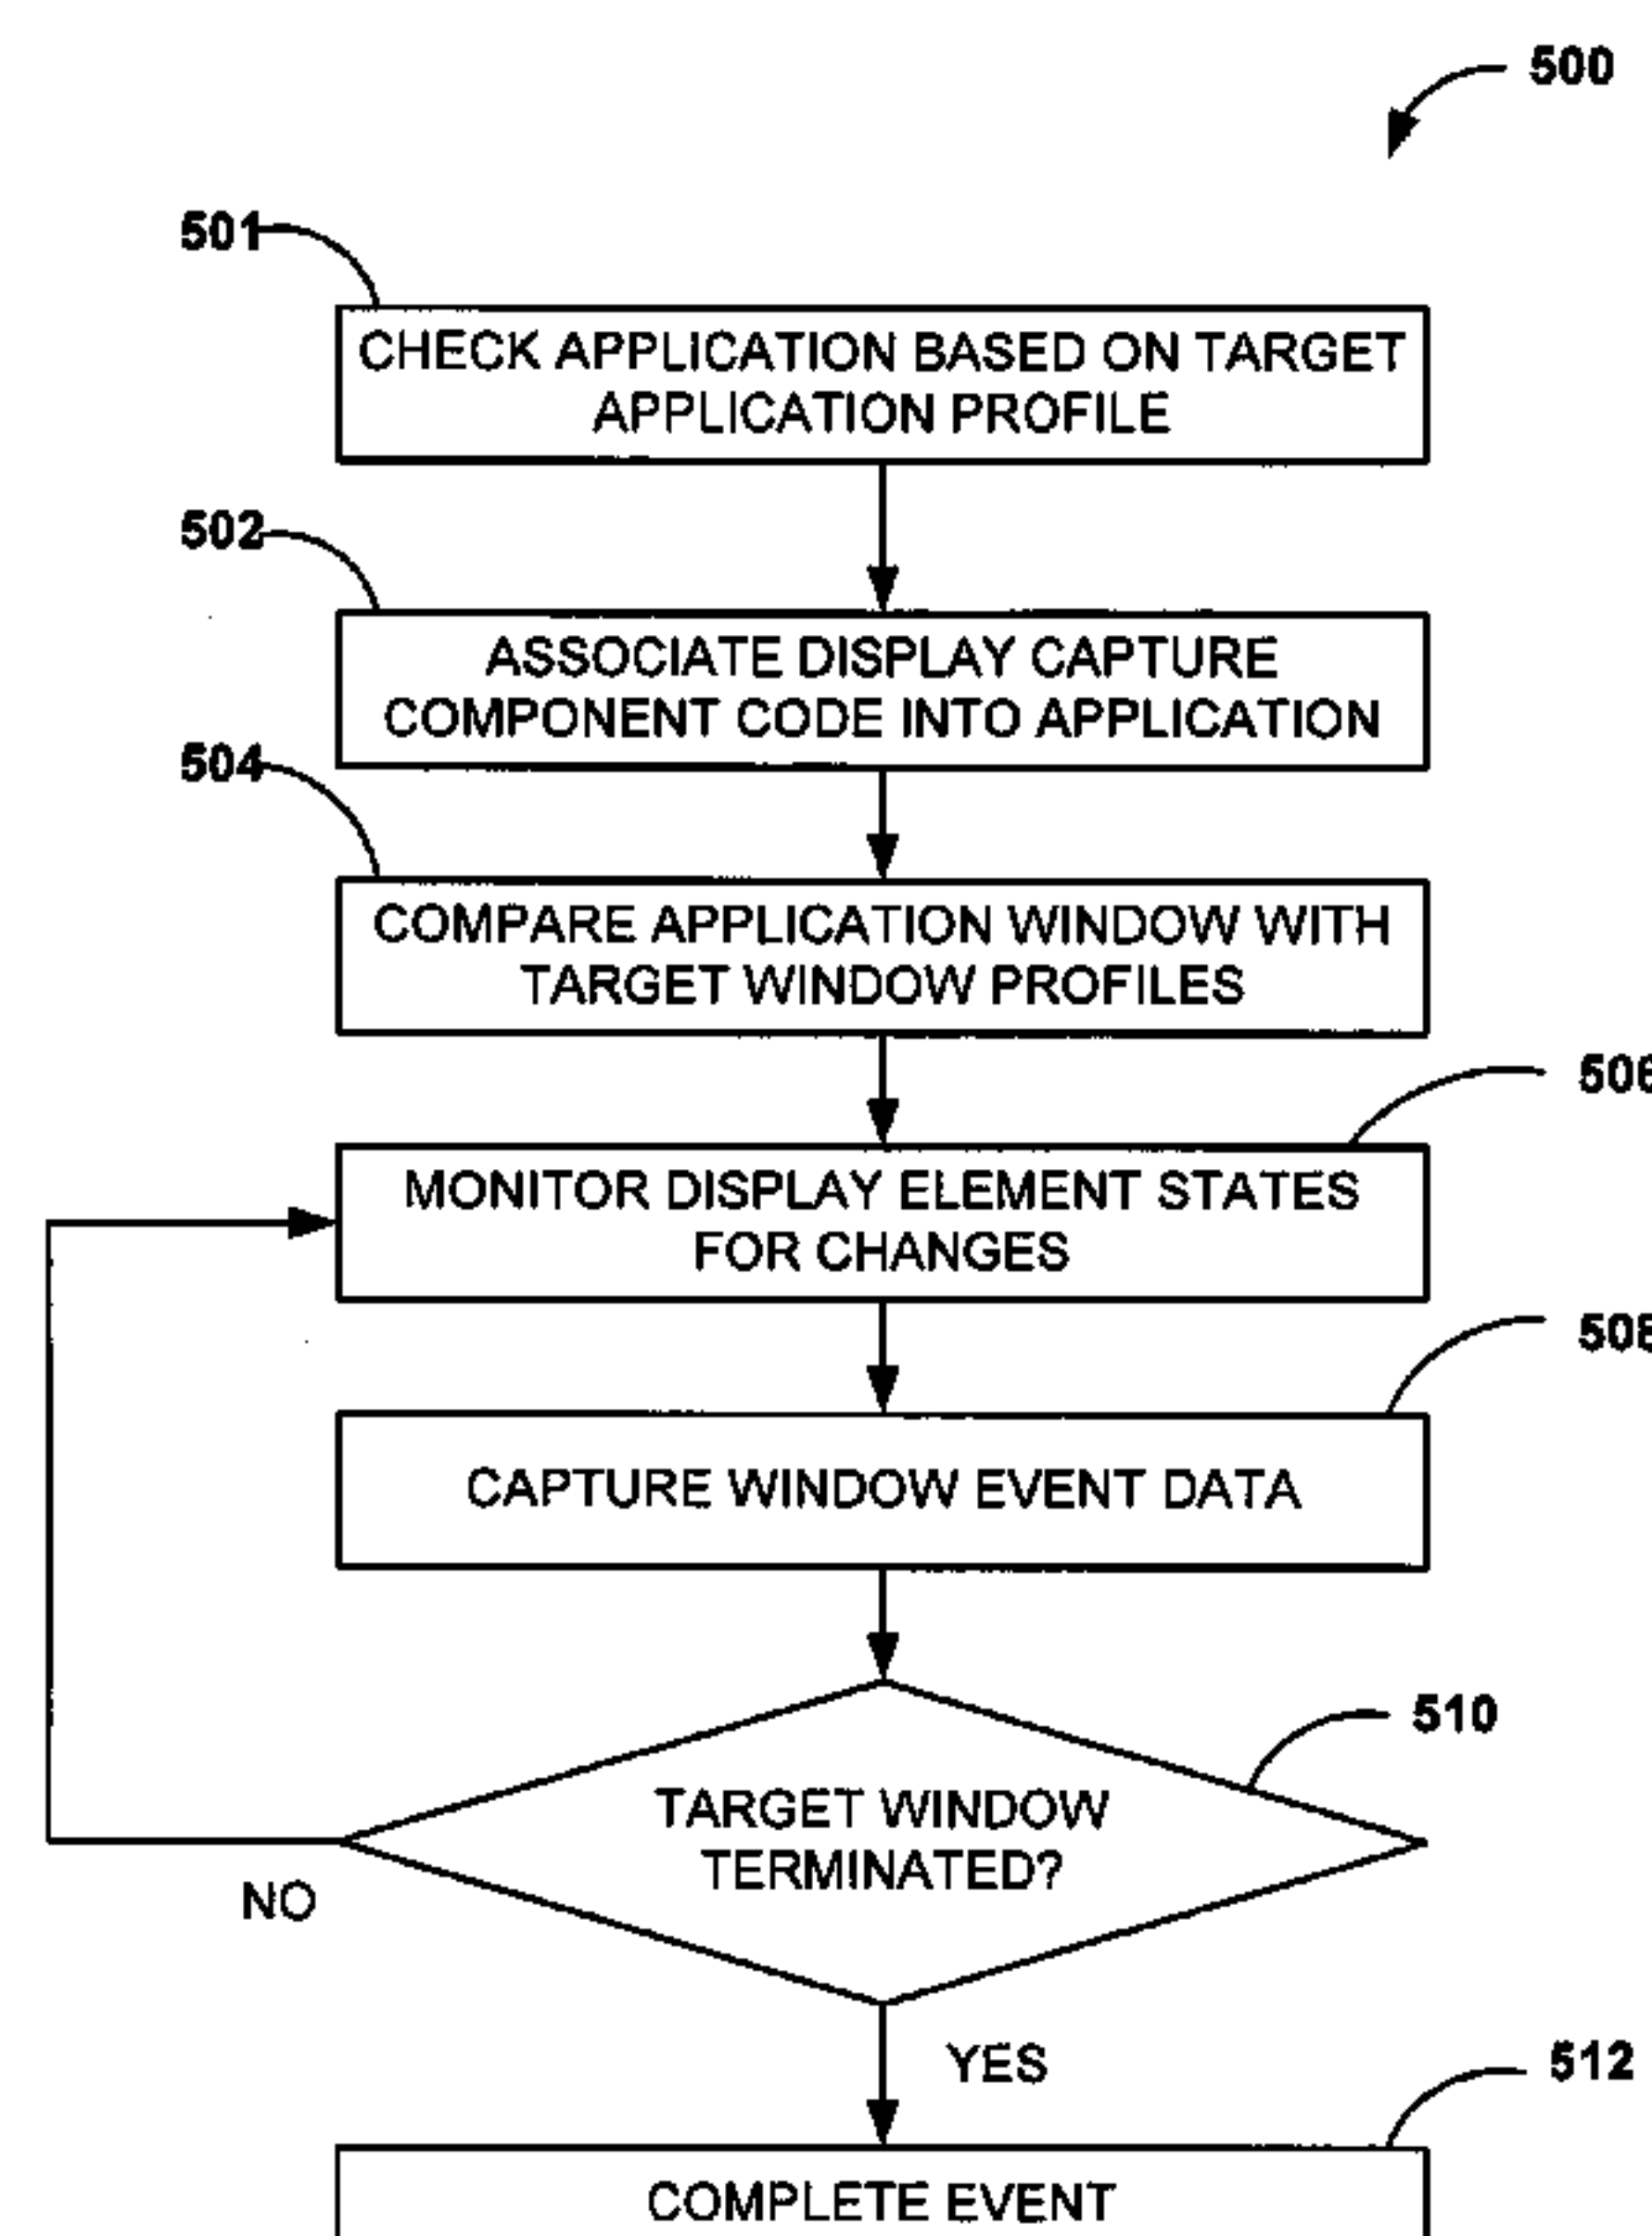 500
501
CHECK APPLICATION BASED ON TARGET
APPLICATION PROFILE
502
ASSOCIATE DISPLAY CAPTURE
COMPONENT CODE INTO APPLICATION
504
COMPARE APPLICATION WINDOW WITH
TARGET WINDOW PROFILES
506
MONITOR DISPLAY ELEMENT STATES
FOR CHANGES
508
CAPTURE WINDOW EVENT DATA
510
TARGET WINDOW
TERMINATED?
NO
YES
512
COMPLETE EVENT